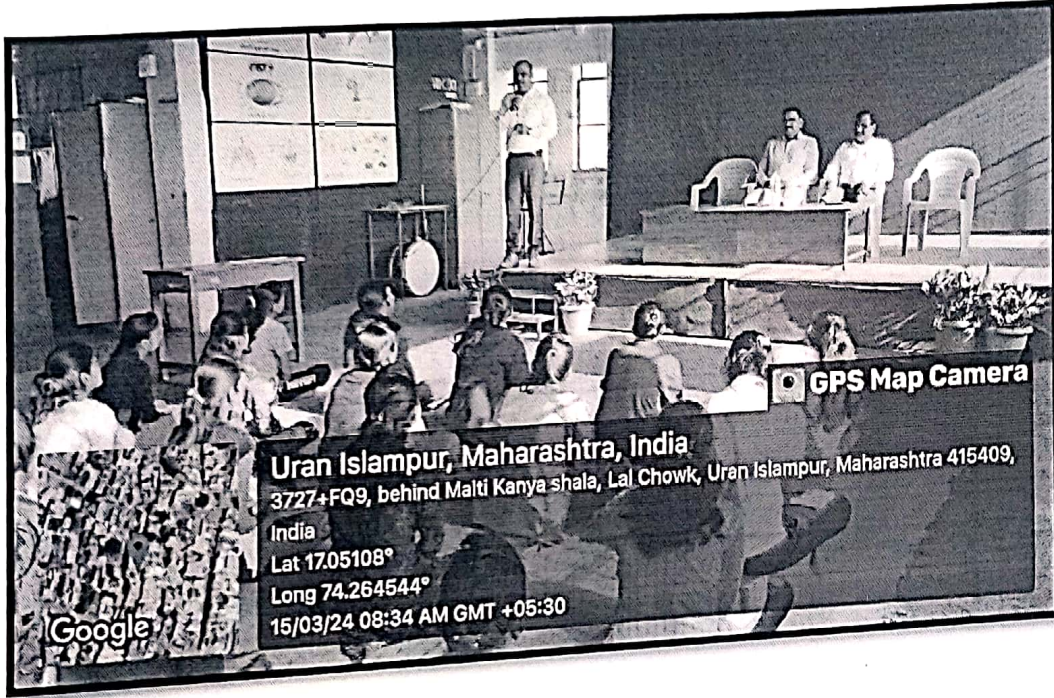 GPS Map Camera
Uran Islampur, Maharashtra, India
3727+FQ9, behind Malti Kanya shala, Lal Chowk, Uran Islampur, Maharashtra 415409,
India
Lat 17.05108°
Long 74.264544°
15/03/24 08:34 AM GMT +05:30
Google